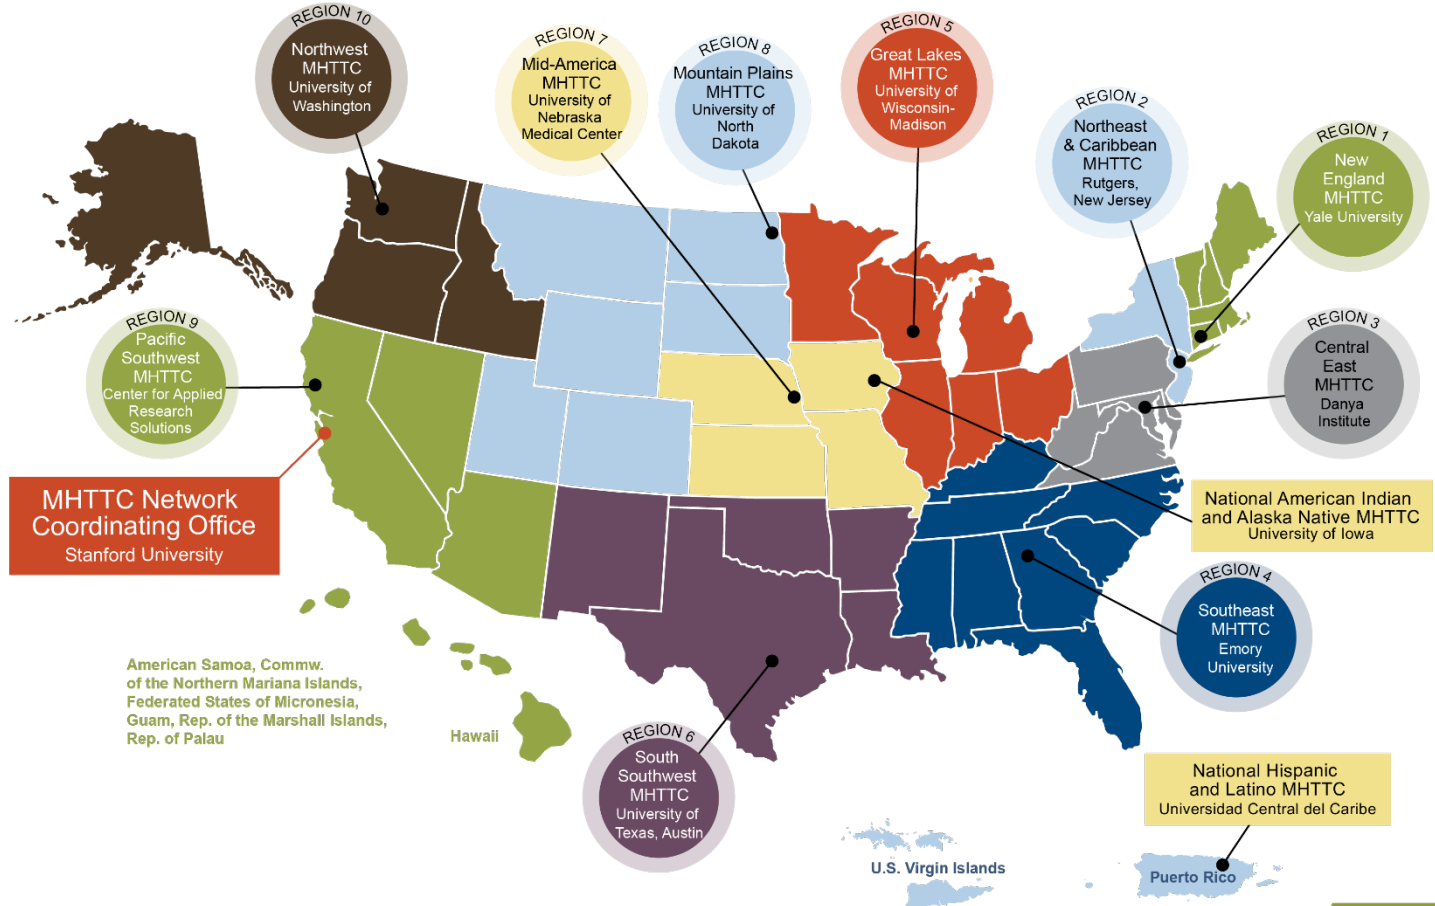 REGION 10
Northwest
MHTTC
University of
Washington
REGION 7
Mid-America
MHTTC
University of
Nebraska
Medical Center
REGION 8
Mountain Plains
MHTTC
University of
North
Dakota
REGION 5
Great Lakes
MHTTC
University of
Wisconsin-
Madison
REGION 2
Northeast
& Caribbean
MHTTC
Rutgers,
New Jersey
REGION 1
New
England
MHTTC
Yale University
REGION 9
Pacific
Southwest
MHTTC
Center for Applied
Research
Solutions
REGION 3
Central
East
MHTTC
Danya
Institute
MHTTC Network
Coordinating Office
Stanford University
National American Indian
and Alaska Native MHTTC
University of Iowa
REGION 4
Southeast
MHTTC
Emory
University
American Samoa, Commw.
of the Northern Mariana Islands,
Federated States of Micronesia,
Guam, Rep. of the Marshall Islands,
Rep. of Palau
Hawaii
REGION 6
South
Southwest
MHTTC
University of
Texas, Austin
National Hispanic
and Latino MHTTC
Universidad Central del Caribe
U.S. Virgin Islands
Puerto Rico